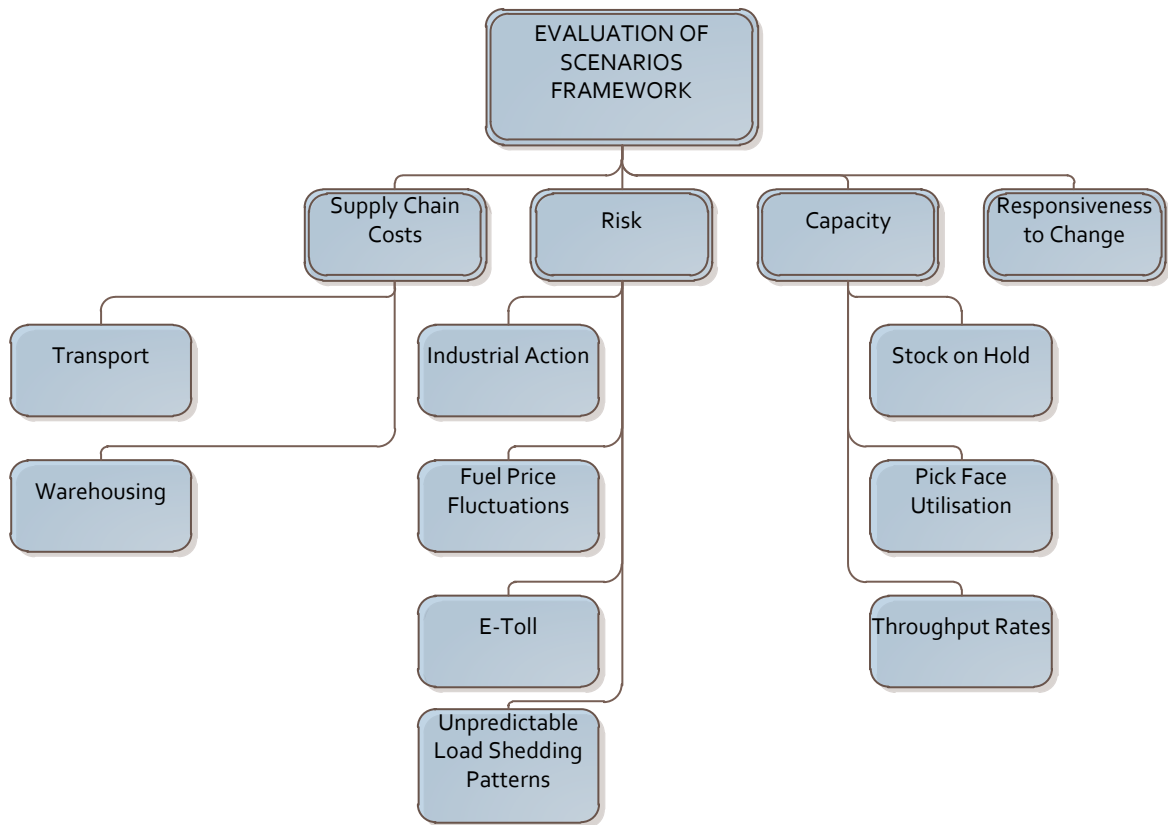 EVALUATION OF
SCENARIOS
FRAMEWORK
Supply Chain
Costs
Risk
Capacity
Responsiveness
to Change
Transport
Industrial Action
Stock on Hold
Warehousing
Fuel Price
Fluctuations
Pick Face
Utilisation
E-Toll
Throughput Rates
Unpredictable
Load Shedding
Patterns